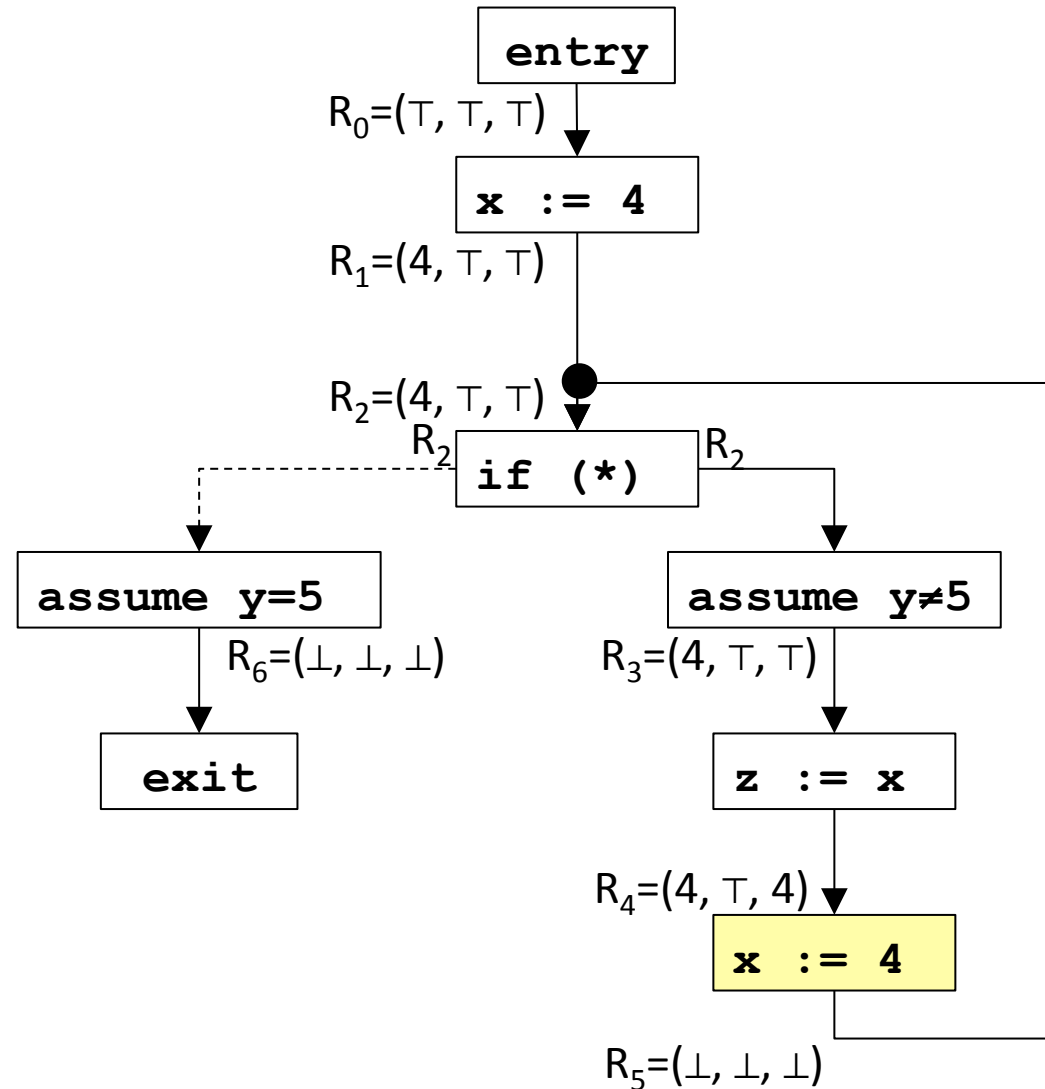 entry
R₀=(⊤, ⊤, ⊤)
x := 4
R₁=(4, ⊤, ⊤)
R₂=(4, ⊤, ⊤)
R₂
if (*)
R₂
assume y=5
assume y≠5
R₆=(⊥, ⊥, ⊥)
R₃=(4, ⊤, ⊤)
exit
z := x
R₄=(4, ⊤, 4)
x := 4
R₅=(⊥, ⊥, ⊥)